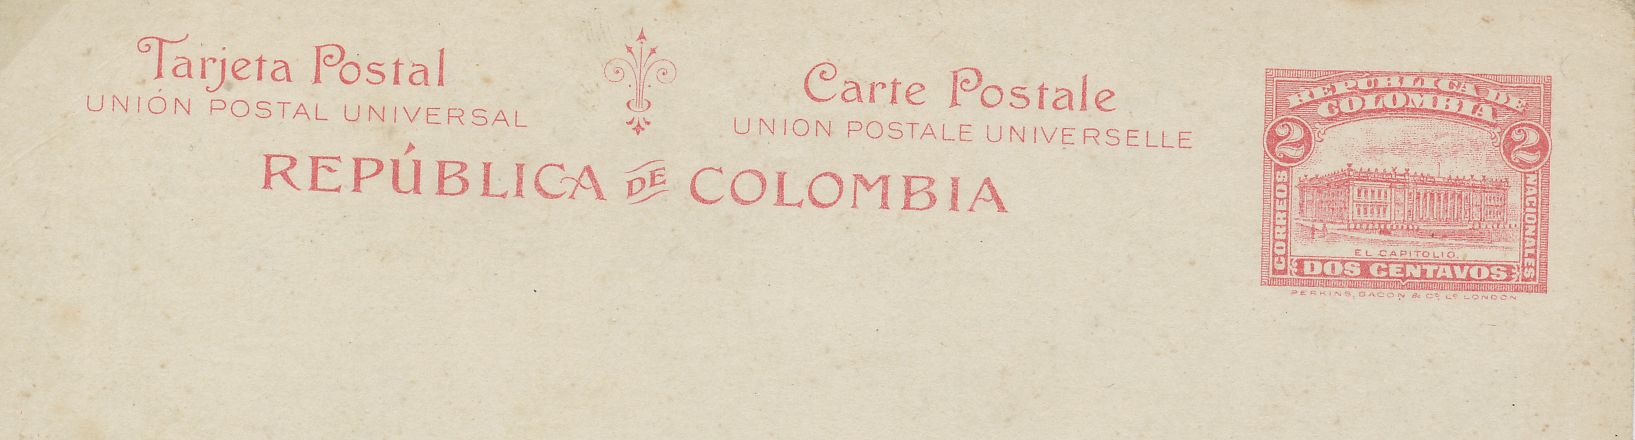 Tarjeta Postal
UNIÓN POSTAL UNIVERSAL
Carte Postale
UNION POSTALE UNIVERSELLE
REPÚBLICA DE COLOMBIA
REPUBLICA DE
COLOMBIA
2 2
CORREOS
NACIONALES
EL CAPITOLIO.
DOS CENTAVOS
PERKINS, BACON & Cº. Lº. LONDON